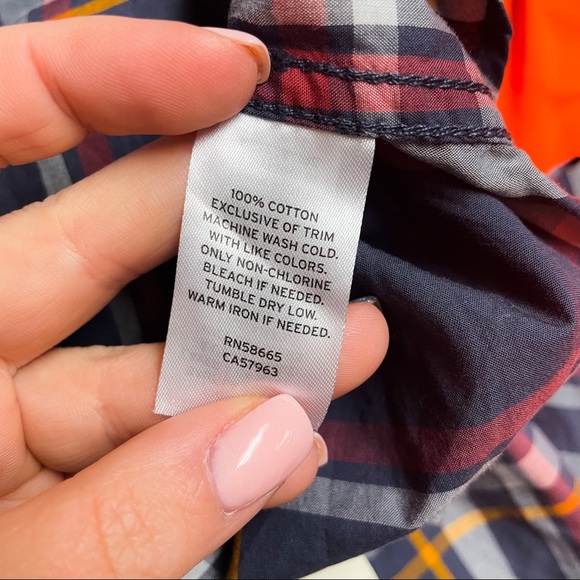 100% COTTON
EXCLUSIVE OF TRIM
MACHINE WASH COLD.
WITH LIKE COLORS.
ONLY NON-CHLORINE
BLEACH IF NEEDED.
TUMBLE DRY LOW.
WARM IRON IF NEEDED.
RN58665
CA57963